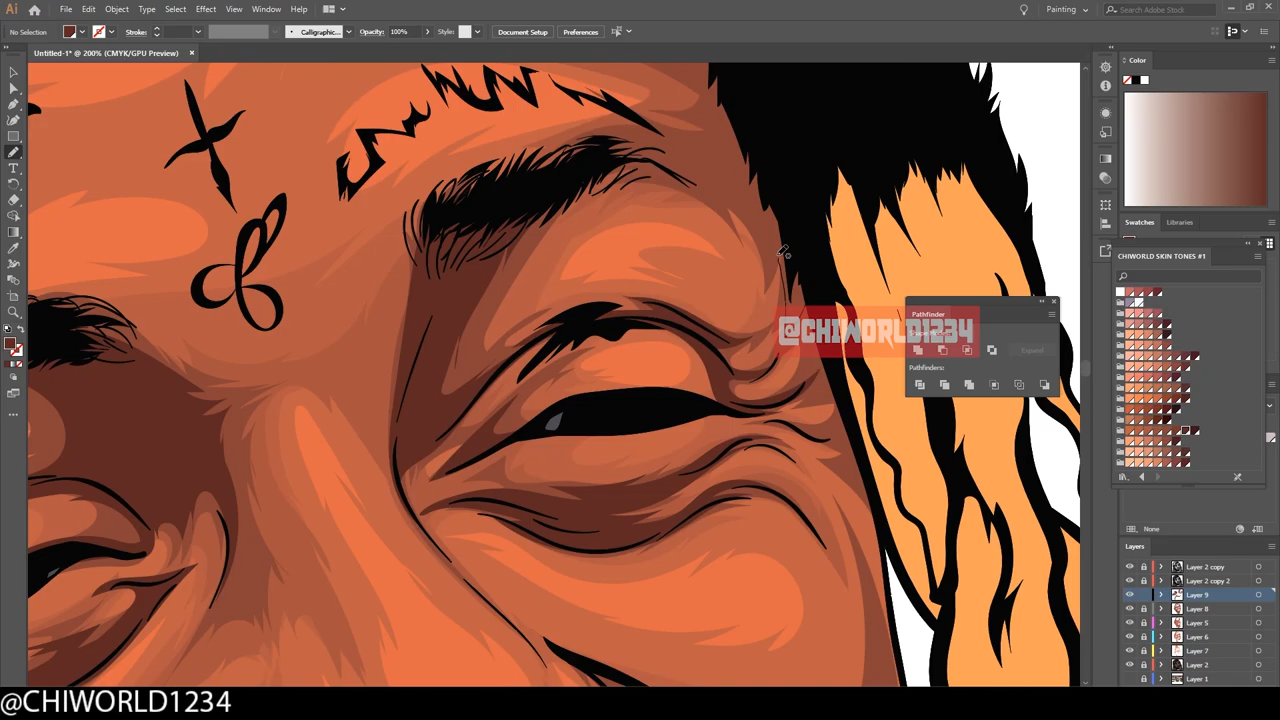 Ai File Edit Object Type Select Effect View Window Help Painting Search Adobe Stock
No Selection Stroke: Calligraphic... Opacity: 100% Style: Document Setup Preferences
Untitled-1* @ 200% (CMYK/GPU Preview) ×
Color
Swatches Libraries
CHIWORLD SKIN TONES #1
Pathfinder
@CHIWORLD1234
Expand
Pathfinders:
None
Layers
Layer 2 copy
Layer 2 copy 2
Layer 9
Layer 8
Layer 5
Layer 6
Layer 7
Layer 2
Layer 1
@CHIWORLD1234